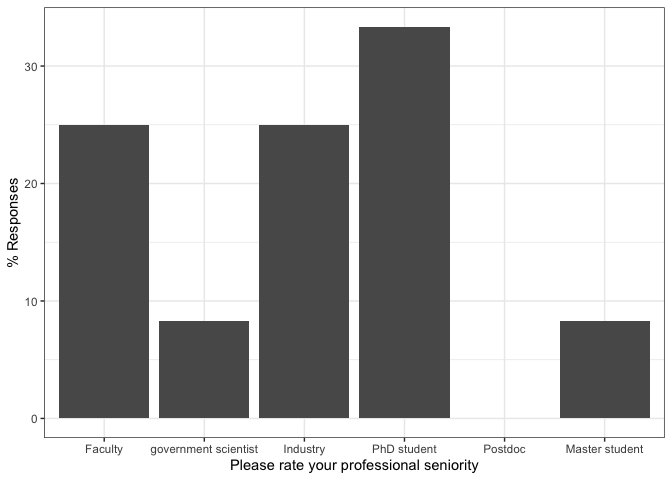 % Responses
30
20
10
0
Faculty government scientist Industry PhD student Postdoc Master student
Please rate your professional seniority